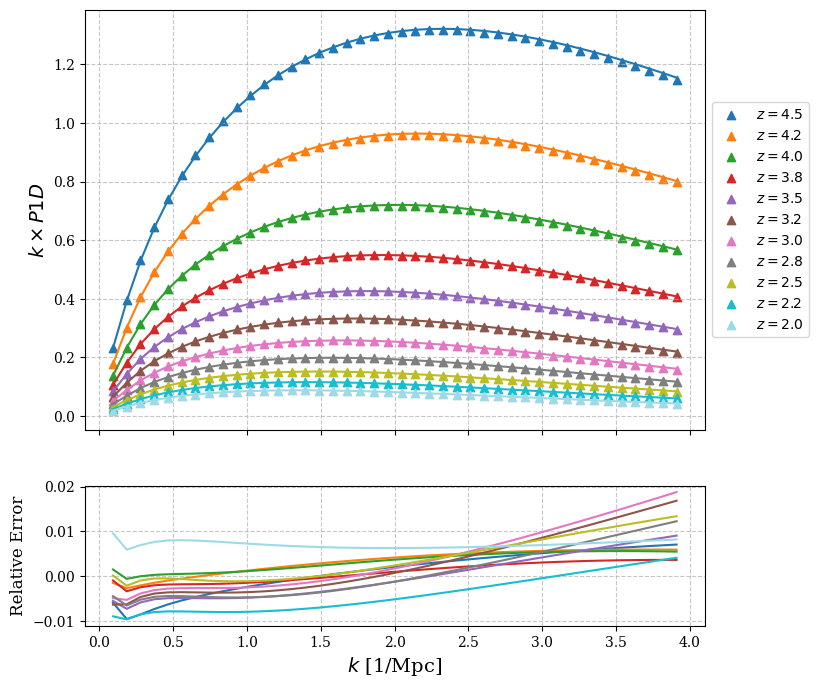 1.2
1.0
0.8
0.6
0.4
0.2
0.0
k × P1D
z = 4.5
z = 4.2
z = 4.0
z = 3.8
z = 3.5
z = 3.2
z = 3.0
z = 2.8
z = 2.5
z = 2.2
z = 2.0
0.02
0.01
0.00
−0.01
Relative Error
0.0 0.5 1.0 1.5 2.0 2.5 3.0 3.5 4.0
k [1/Mpc]